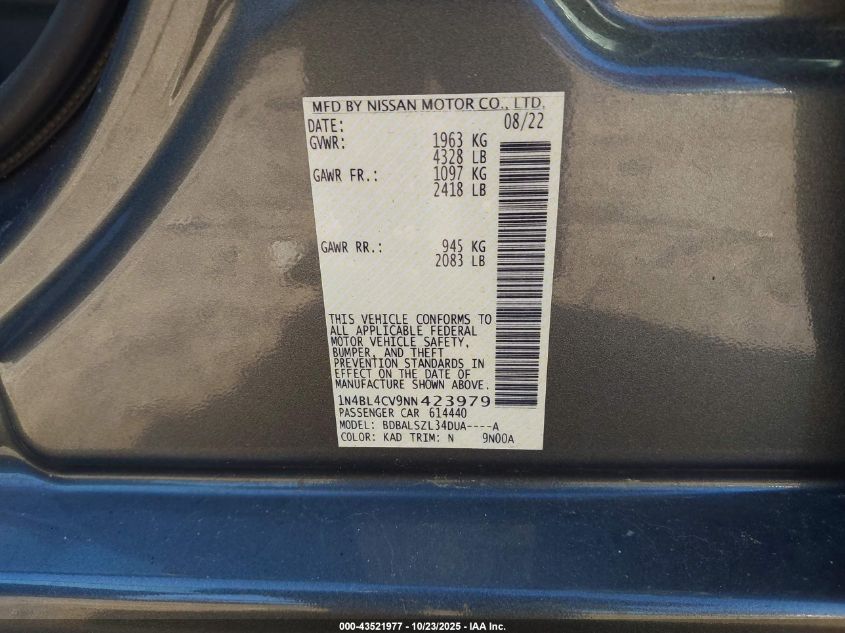 MFD BY NISSAN MOTOR CO., LTD.
DATE: 08/22
GVWR: 1963 KG
4328 LB
GAWR FR.: 1097 KG
2418 LB
GAWR RR.: 945 KG
2083 LB
THIS VEHICLE CONFORMS TO
ALL APPLICABLE FEDERAL
MOTOR VEHICLE SAFETY,
BUMPER, AND THEFT
PREVENTION STANDARDS IN
EFFECT ON THE DATE OF
MANUFACTURE SHOWN ABOVE.
1N4BL4CV9NN423979
PASSENGER CAR 614440
MODEL: BDBALSZL34DUA----A
COLOR: KAD TRIM: N 9N00A
000-43521977 - 10/23/2025 - IAA Inc.